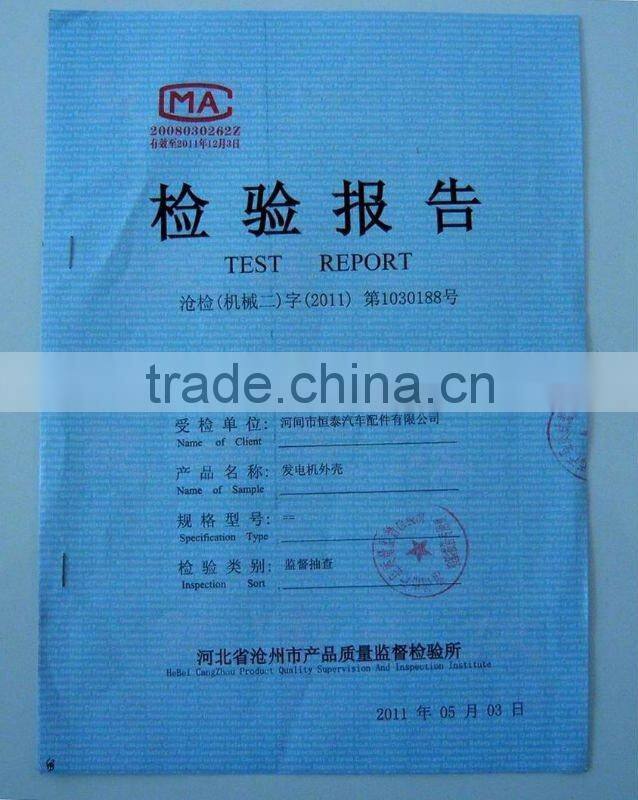 CMA
2008030262Z
有效至2011年12月3日
检验报告
TEST REPORT
沧检(机械二)字(2011) 第1030188号
trade.china.cn
受检单位: 河间市恒泰汽车配件有限公司
Name of Client
产品名称: 发电机外壳
Name of Sample
规格型号: ==
Specification Type
检验类别: 监督抽查
Inspection Sort
河北省沧州市产品质量监督检验所
HeBei CangZhou Product Quality Supervision And Inspection Institute
2011 年 05 月 03 日